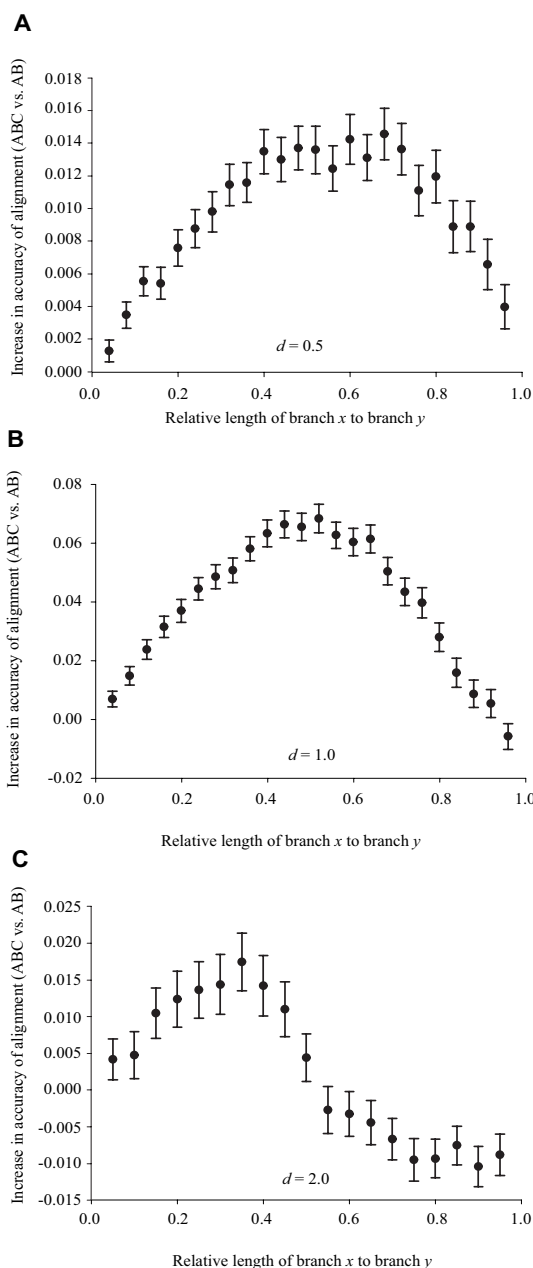 A
Increase in accuracy of alignment (ABC vs. AB)
0.018
0.016
0.014
0.012
0.010
0.008
0.006
0.004
0.002
0.000
d = 0.5
0.0 0.2 0.4 0.6 0.8 1.0
Relative length of branch x to branch y
B
Increase in accuracy of alignment (ABC vs. AB)
0.08
0.06
0.04
0.02
0.00
-0.02
d = 1.0
0.0 0.2 0.4 0.6 0.8 1.0
Relative length of branch x to branch y
C
Increase in accuracy of alignment (ABC vs. AB)
0.025
0.020
0.015
0.010
0.005
0.000
-0.005
-0.010
-0.015
d = 2.0
0.0 0.2 0.4 0.6 0.8 1.0
Relative length of branch x to branch y